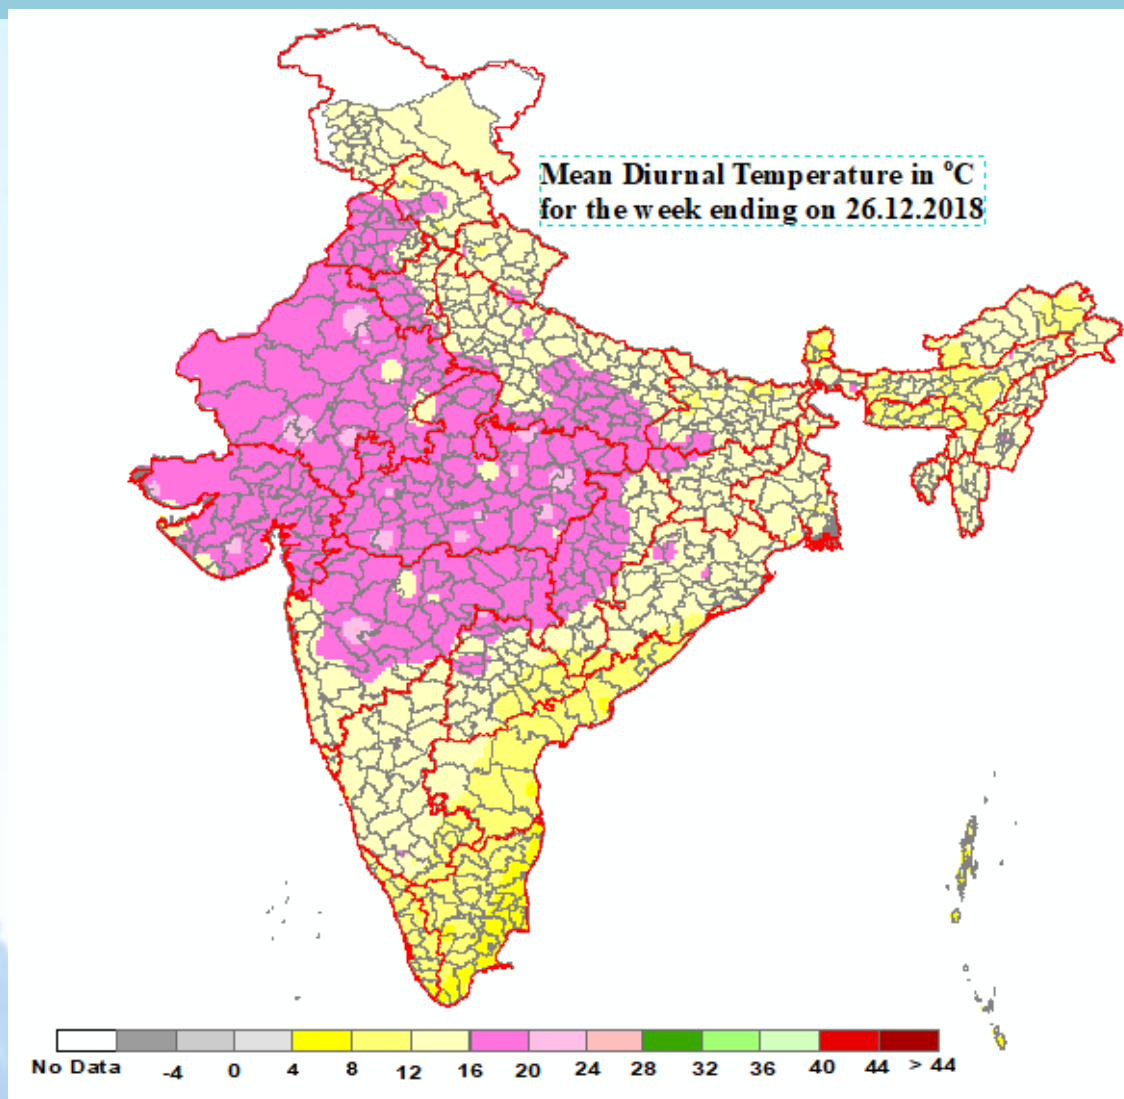 Mean Diurnal Temperature in °C
for the week ending on 26.12.2018
No Data -4 0 4 8 12 16 20 24 28 32 36 40 44 > 44